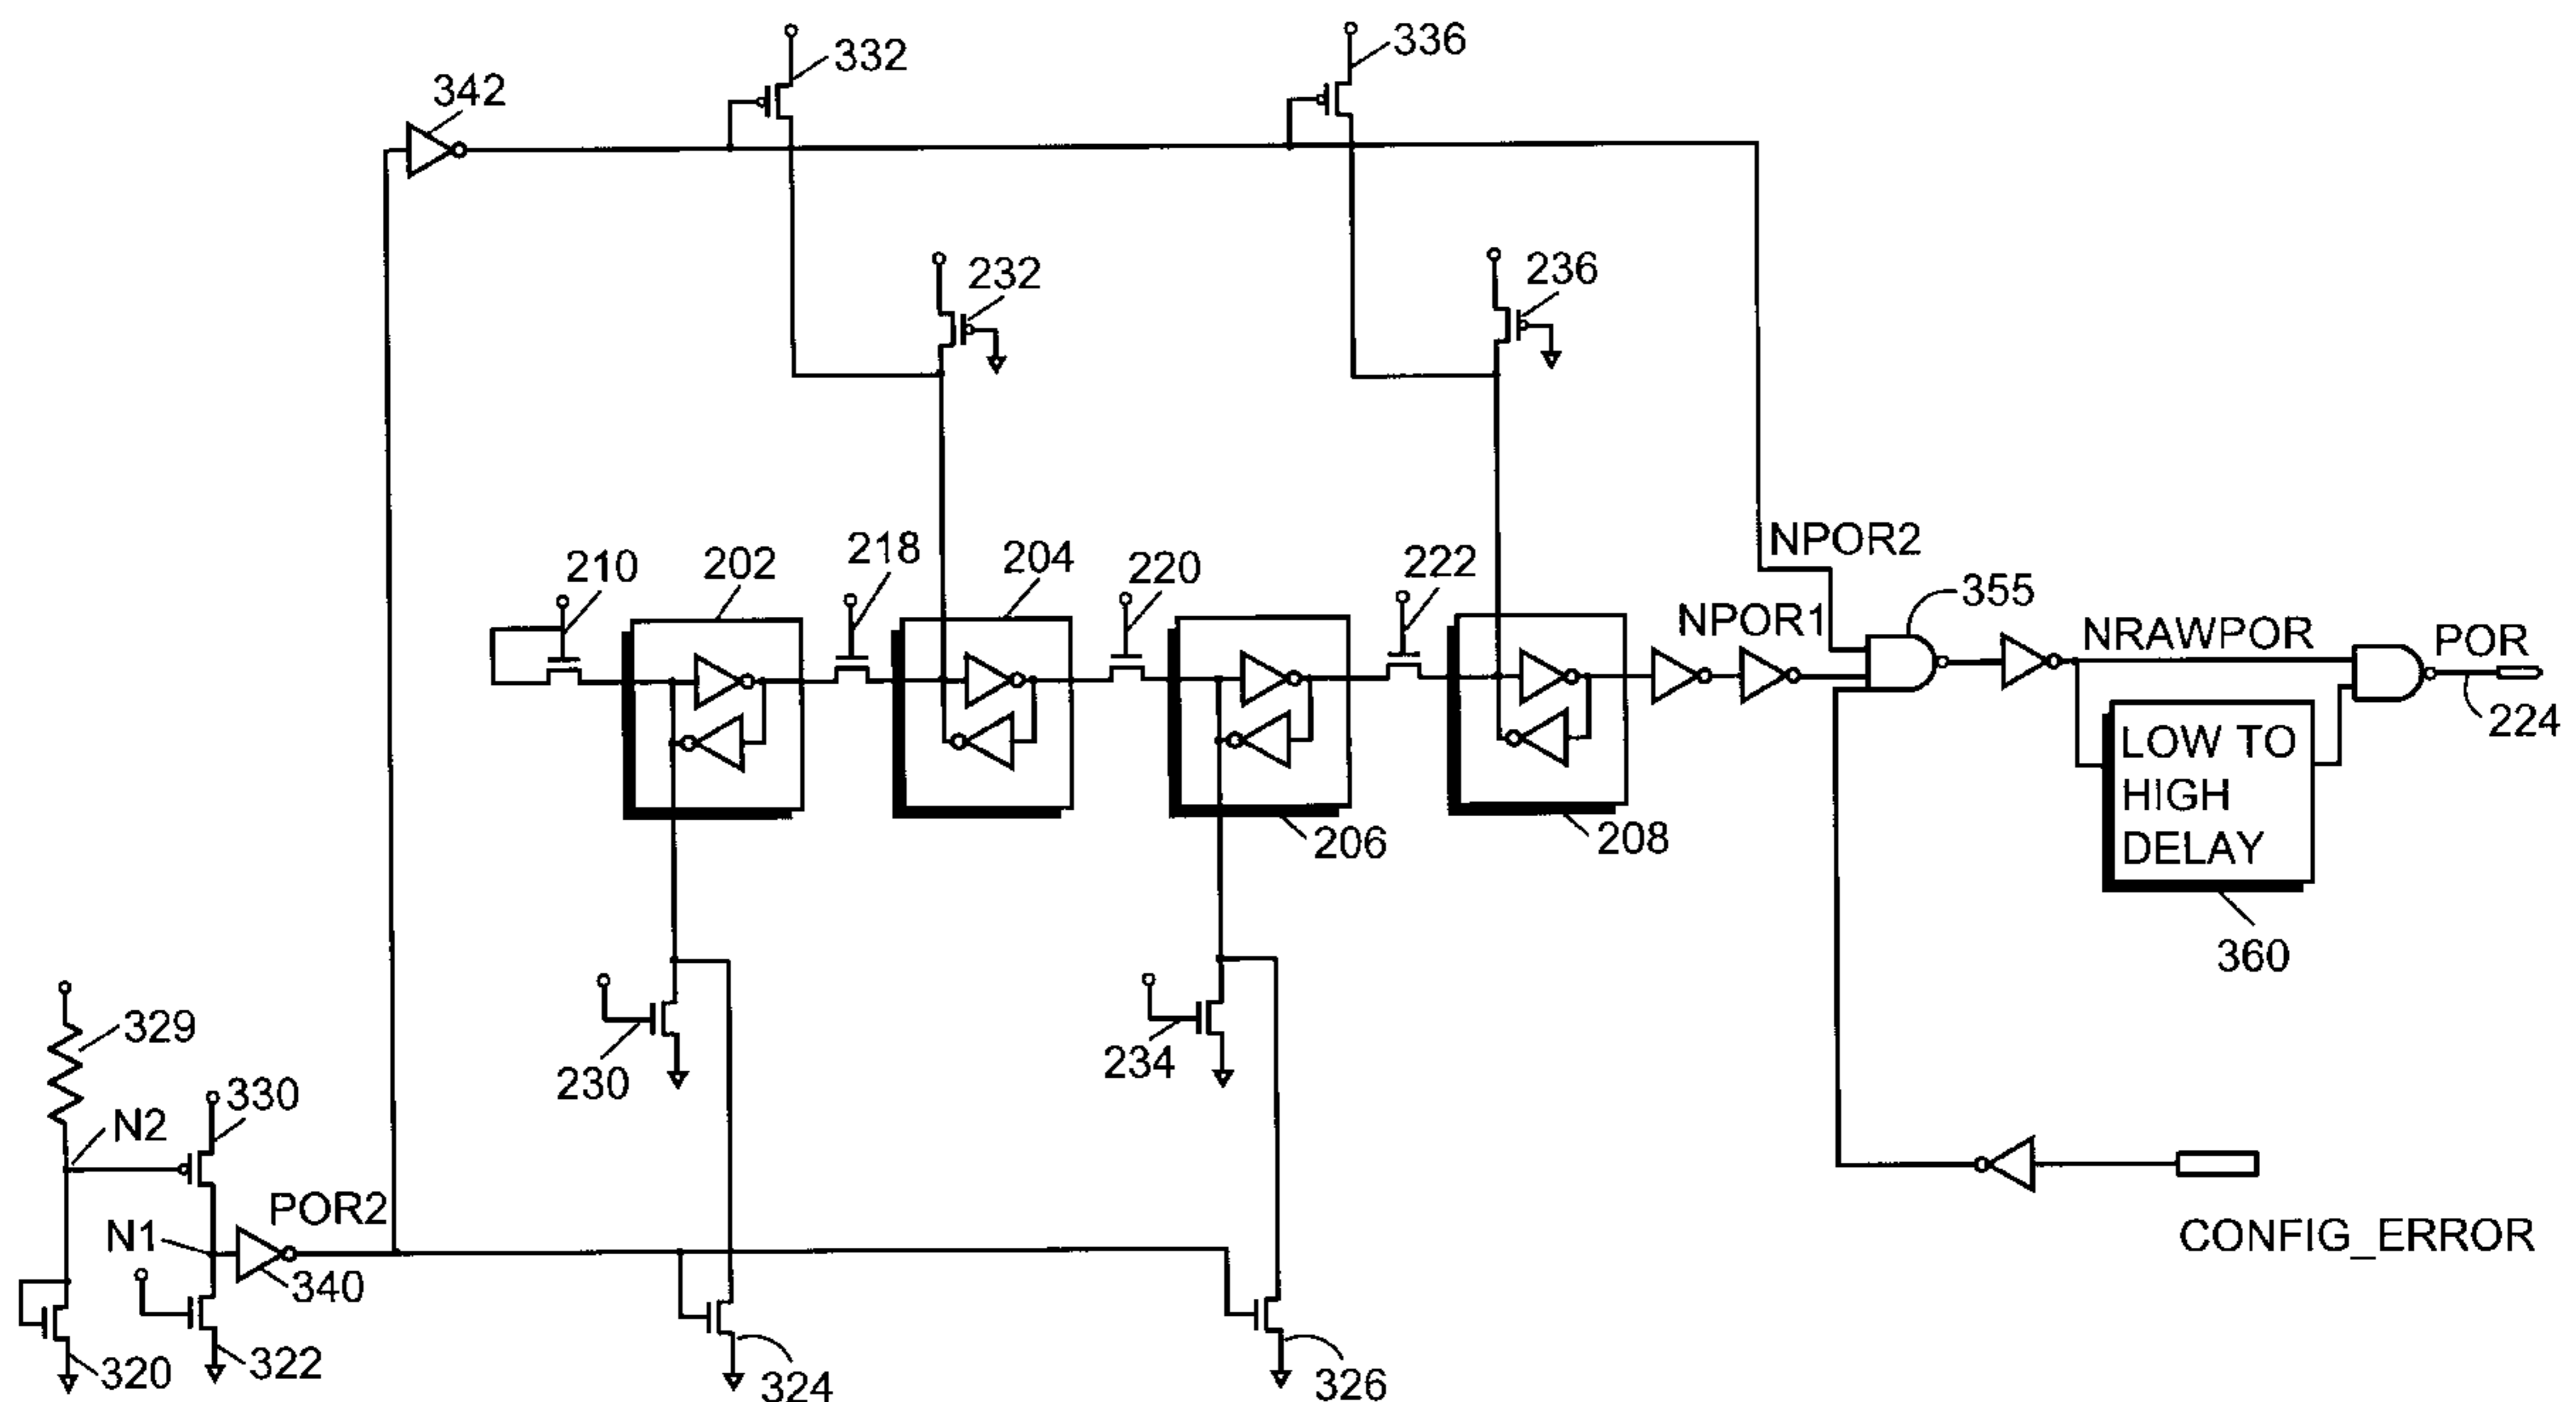 332
336
342
232
236
NPOR2
210
202
218
204
220
222
355
NPOR1
NRAWPOR
POR
224
LOW TO
HIGH
DELAY
206
208
360
329
230
234
330
N2
POR2
N1
340
CONFIG_ERROR
320
322
324
326